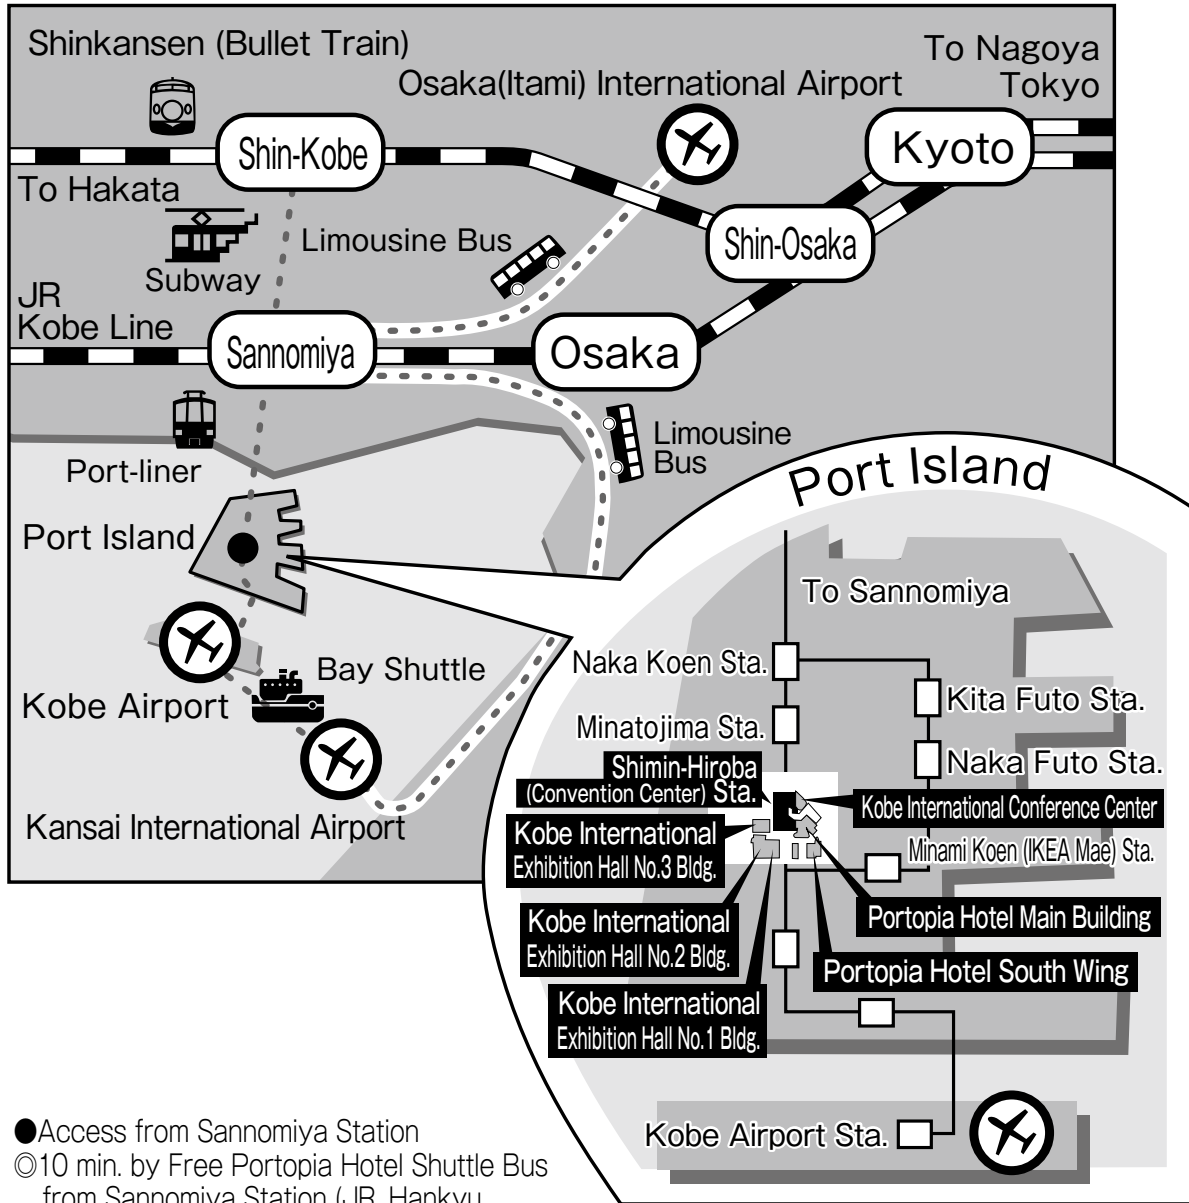 Shinkansen (Bullet Train)
To Nagoya
Tokyo
Osaka(Itami) International Airport
Shin-Kobe
Kyoto
To Hakata
Limousine Bus
Shin-Osaka
Subway
JR
Kobe Line
Sannomiya
Osaka
Limousine
Bus
Port-liner
Port Island
Kobe Airport
Bay Shuttle
Kansai International Airport
Port Island
To Sannomiya
Naka Koen Sta.
Kita Futo Sta.
Minatojima Sta.
Naka Futo Sta.
Shimin-Hiroba
(Convention Center) Sta.
Kobe International Conference Center
Kobe International
Exhibition Hall No.3 Bldg.
Minami Koen (IKEA Mae) Sta.
Kobe International
Exhibition Hall No.2 Bldg.
Portopia Hotel Main Building
Portopia Hotel South Wing
Kobe International
Exhibition Hall No.1 Bldg.
Kobe Airport Sta.
●Access from Sannomiya Station
◎10 min. by Free Portopia Hotel Shuttle Bus
from Sannomiya Station (JR, Hankyu,